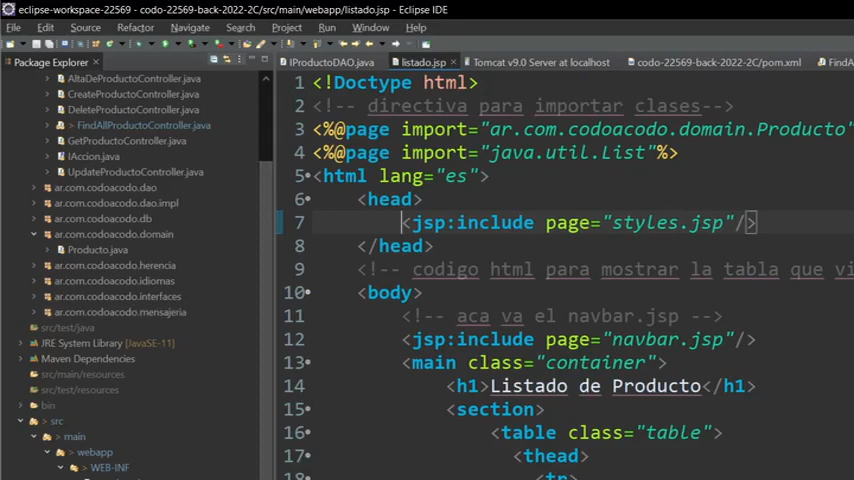 eclipse-workspace-22569 - codo-22569-back-2022-2C/src/main/webapp/listado.jsp - Eclipse IDE
File Edit Source Refactor Navigate Search Project Run Window Help
Package Explorer
IProductoDAO.java listado.jsp Tomcat v9.0 Server at localhost codo-22569-back-2022-2C/pom.xml FindA
AltaDeProductoController.java
CreateProductoController.java
DeleteProductoController.java
> FindAllProductoController.java
GetProductoController.java
IAccion.java
UpdateProductoController.java
ar.com.codoacodo.dao
ar.com.codoacodo.dao.impl
ar.com.codoacodo.db
ar.com.codoacodo.domain
Producto.java
ar.com.codoacodo.herencia
ar.com.codoacodo.idiomas
ar.com.codoacodo.interfaces
ar.com.codoacodo.mensajeria
src/test/java
JRE System Library [JavaSE-11]
Maven Dependencies
src/main/resources
src/test/resources
bin
> src
> main
> webapp
> WEB-INF
1 <!Doctype html>
2 <!-- directiva para importar clases-->
3 <%@page import="ar.com.codoacodo.domain.Producto"
4 <%@page import="java.util.List"%>
5 <html lang="es">
6 <head>
7 <jsp:include page="styles.jsp"/>
8 </head>
9 <!-- codigo html para mostrar la tabla que vi
10 <body>
11 <!-- aca va el navbar.jsp -->
12 <jsp:include page="navbar.jsp"/>
13 <main class="container">
14 <h1>Listado de Producto</h1>
15 <section>
16 <table class="table">
17 <thead>
18 <tr>